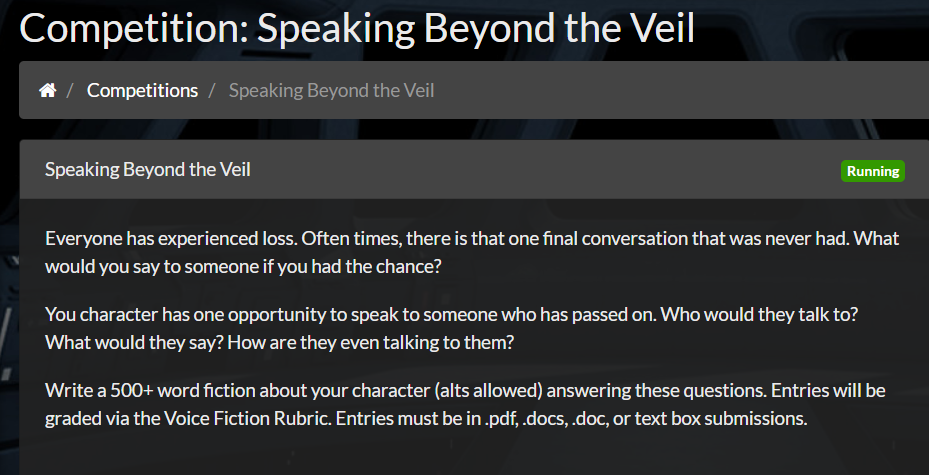 Competition: Speaking Beyond the Veil
/ Competitions / Speaking Beyond the Veil
Speaking Beyond the Veil Running
Everyone has experienced loss. Often times, there is that one final conversation that was never had. What
would you say to someone if you had the chance?
You character has one opportunity to speak to someone who has passed on. Who would they talk to?
What would they say? How are they even talking to them?
Write a 500+ word fiction about your character (alts allowed) answering these questions. Entries will be
graded via the Voice Fiction Rubric. Entries must be in .pdf, .docs, .doc, or text box submissions.